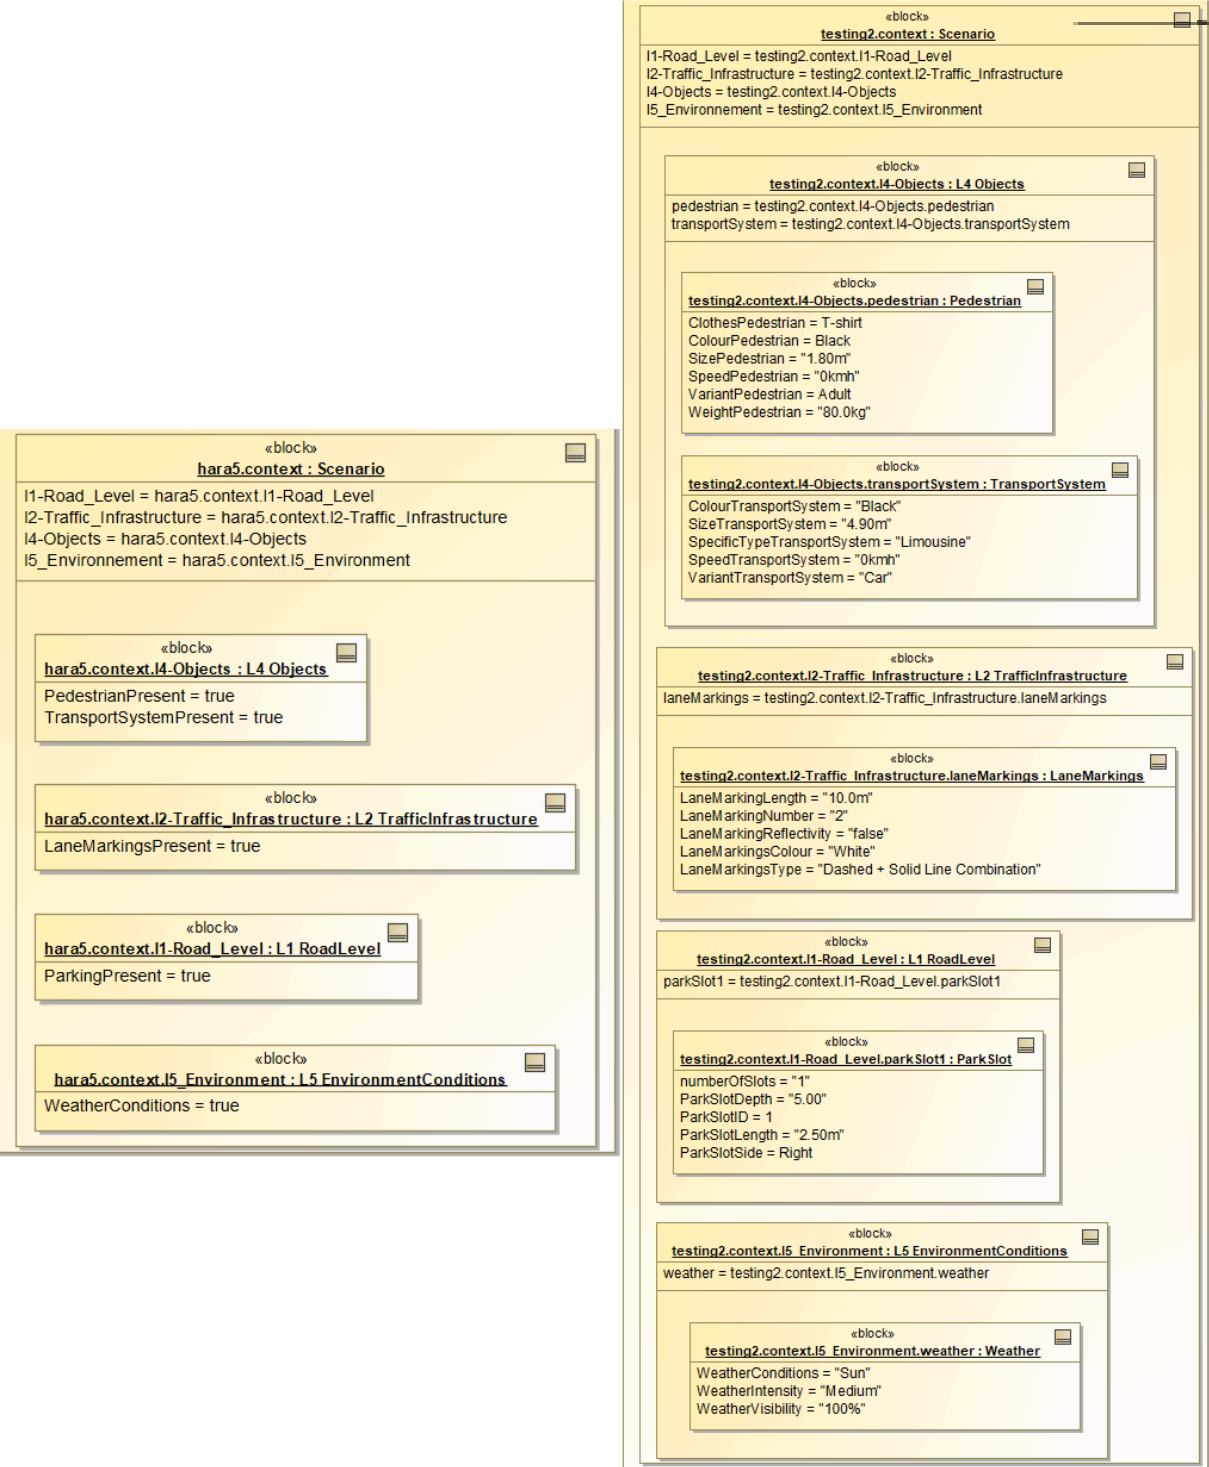 «block»
hara5.context : Scenario
l1-Road_Level = hara5.context.l1-Road_Level
l2-Traffic_Infrastructure = hara5.context.l2-Traffic_Infrastructure
l4-Objects = hara5.context.l4-Objects
l5_Environnement = hara5.context.l5_Environment
«block»
hara5.context.l4-Objects : L4 Objects
PedestrianPresent = true
TransportSystemPresent = true
«block»
hara5.context.l2-Traffic_Infrastructure : L2 TrafficInfrastructure
LaneMarkingsPresent = true
«block»
hara5.context.l1-Road_Level : L1 RoadLevel
ParkingPresent = true
«block»
hara5.context.l5_Environment : L5 EnvironmentConditions
WeatherConditions = true
«block»
testing2.context : Scenario
l1-Road_Level = testing2.context.l1-Road_Level
l2-Traffic_Infrastructure = testing2.context.l2-Traffic_Infrastructure
l4-Objects = testing2.context.l4-Objects
l5_Environnement = testing2.context.l5_Environment
«block»
testing2.context.l4-Objects : L4 Objects
pedestrian = testing2.context.l4-Objects.pedestrian
transportSystem = testing2.context.l4-Objects.transportSystem
«block»
testing2.context.l4-Objects.pedestrian : Pedestrian
ClothesPedestrian = T-shirt
ColourPedestrian = Black
SizePedestrian = "1.80m"
SpeedPedestrian = "0kmh"
VariantPedestrian = Adult
WeightPedestrian = "80.0kg"
«block»
testing2.context.l4-Objects.transportSystem : TransportSystem
ColourTransportSystem = "Black"
SizeTransportSystem = "4.90m"
SpecificTypeTransportSystem = "Limousine"
SpeedTransportSystem = "0kmh"
VariantTransportSystem = "Car"
«block»
testing2.context.l2-Traffic_Infrastructure : L2 TrafficInfrastructure
laneMarkings = testing2.context.l2-Traffic_Infrastructure.laneMarkings
«block»
testing2.context.l2-Traffic_Infrastructure.laneMarkings : LaneMarkings
LaneMarkingLength = "10.0m"
LaneMarkingNumber = "2"
LaneMarkingReflectivity = "false"
LaneMarkingsColour = "White"
LaneMarkingsType = "Dashed + Solid Line Combination"
«block»
testing2.context.l1-Road_Level : L1 RoadLevel
parkSlot1 = testing2.context.l1-Road_Level.parkSlot1
«block»
testing2.context.l1-Road_Level.parkSlot1 : ParkSlot
numberOfSlots = "1"
ParkSlotDepth = "5.00"
ParkSlotID = 1
ParkSlotLength = "2.50m"
ParkSlotSide = Right
«block»
testing2.context.l5_Environment : L5 EnvironmentConditions
weather = testing2.context.l5_Environment.weather
«block»
testing2.context.l5_Environment.weather : Weather
WeatherConditions = "Sun"
WeatherIntensity = "Medium"
WeatherVisibility = "100%"